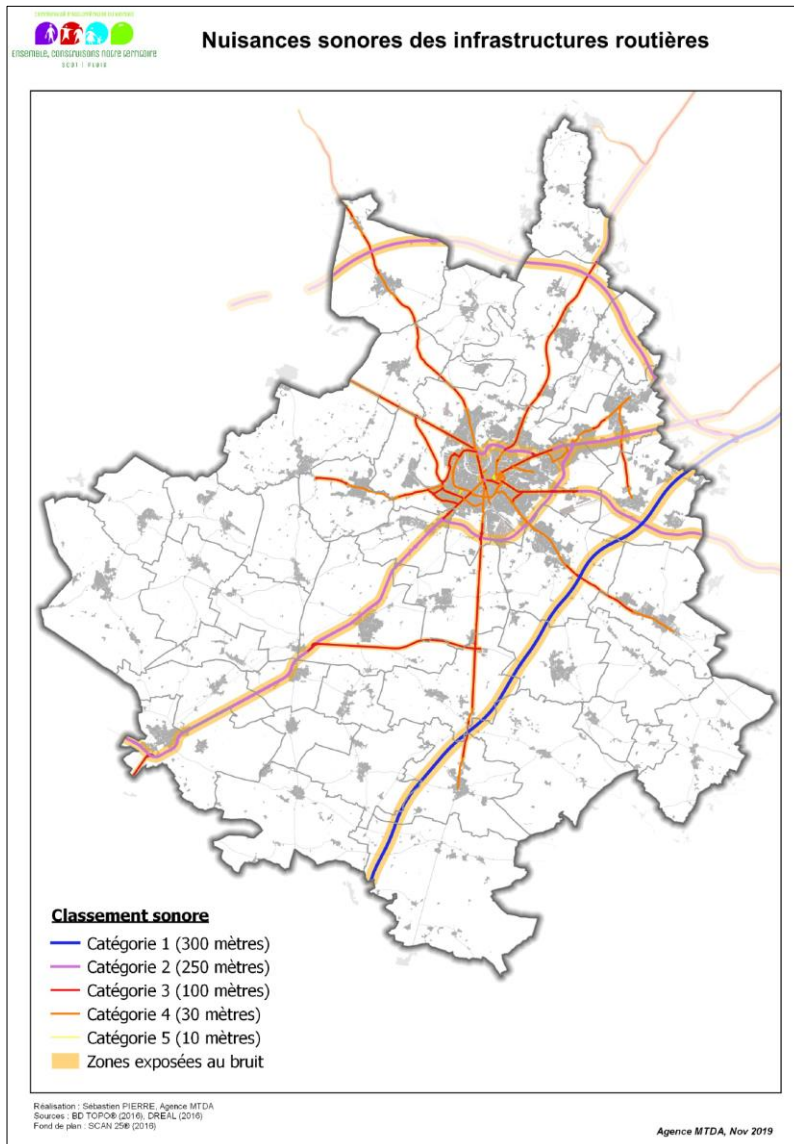 Ensemble, construisons notre territoire
SCOT | PLUIH
Nuisances sonores des infrastructures routières
Classement sonore
Catégorie 1 (300 mètres)
Catégorie 2 (250 mètres)
Catégorie 3 (100 mètres)
Catégorie 4 (30 mètres)
Catégorie 5 (10 mètres)
Zones exposées au bruit
Réalisation : Sébastien PIERRE, Agence MTDA
Sources : BD TOPO® (2016), DREAL (2016)
Fond de plan : SCAN 25® (2016)
Agence MTDA, Nov 2019